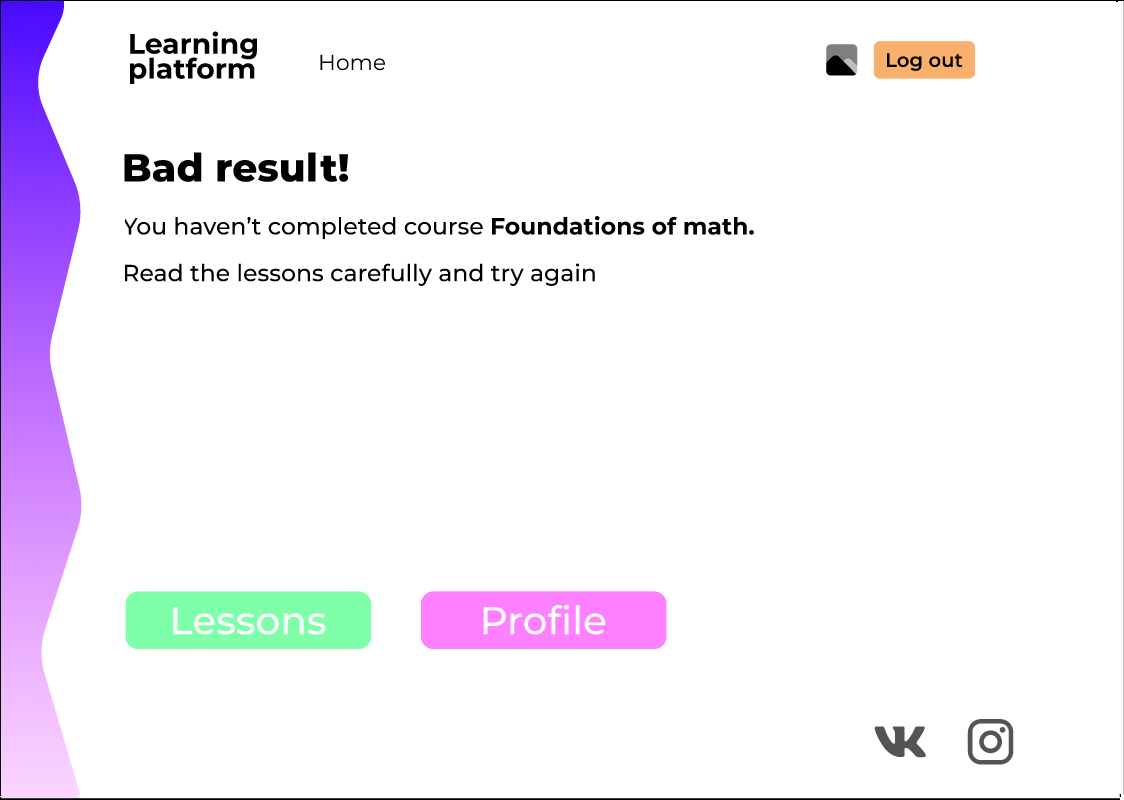 Learning
platform
Home
Log out
Bad result!
You haven’t completed course Foundations of math.
Read the lessons carefully and try again
Lessons
Profile